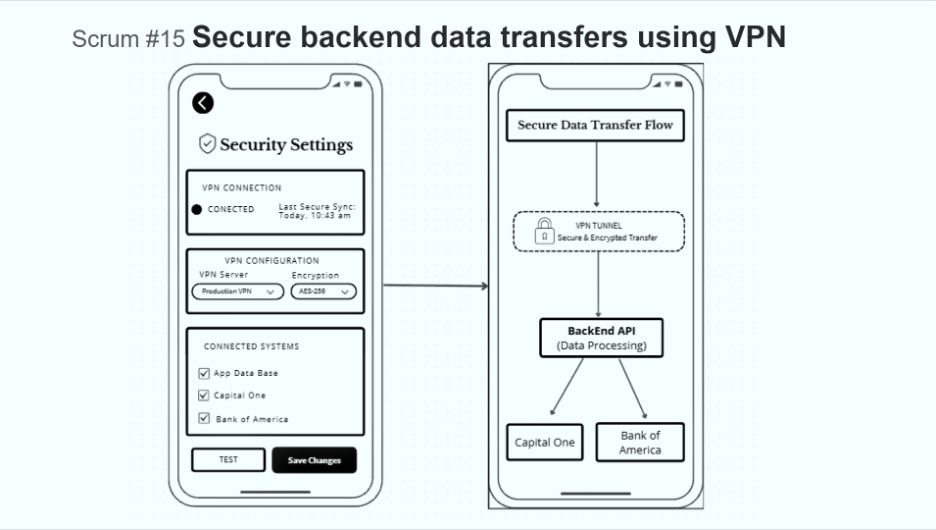 Scrum #15 Secure backend data transfers using VPN
Security Settings
VPN CONNECTION
CONECTED
Last Secure Sync:
Today, 10:43 am
VPN CONFIGURATION
VPN Server
Encryption
Production VPN
AES-256
CONNECTED SYSTEMS
App Data Base
Capital One
Bank of America
TEST
Save Changes
Secure Data Transfer Flow
VPN TUNNEL
Secure & Encrypted Transfer
BackEnd API
(Data Processing)
Capital One
Bank of
America